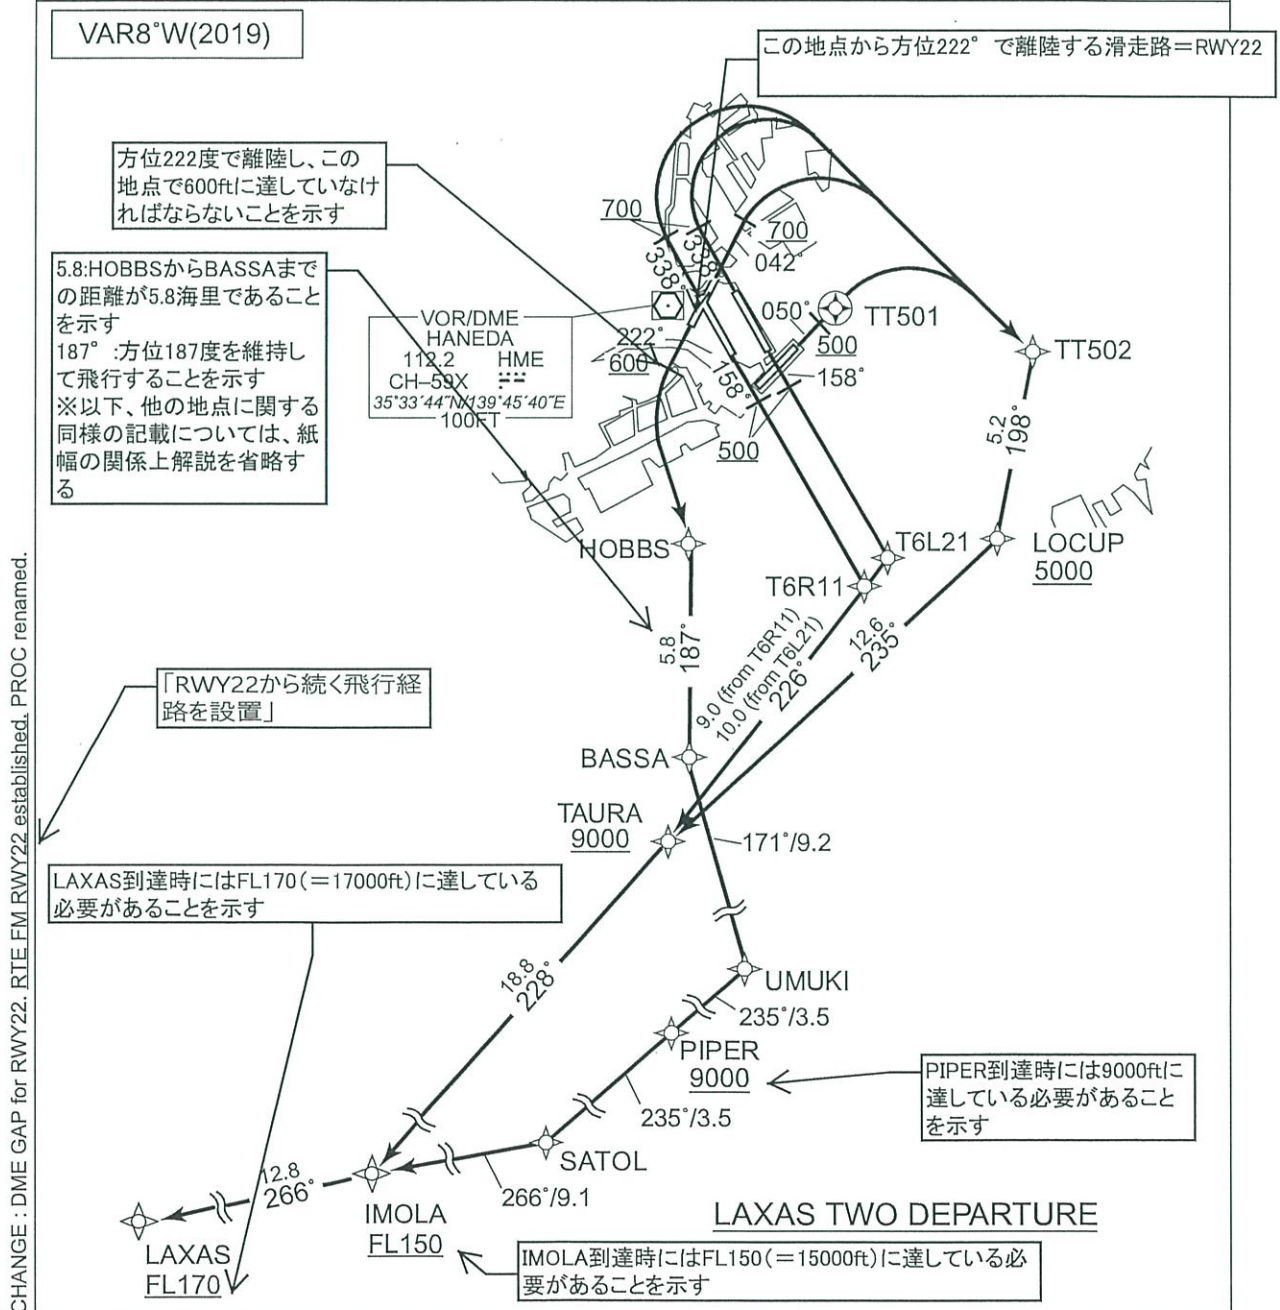 VAR8°W(2019)
この地点から方位222°で離陸する滑走路＝RWY22
方位222度で離陸し、この
地点で600ftに達していなけ
ればならないことを示す
700
700
338°
338°
042°
5.8:HOBBSからBASSAまで
の距離が5.8海里であること
を示す
187°:方位187度を維持し
て飛行することを示す
※以下、他の地点に関する
同様の記載については、紙
幅の関係上解説を省略す
る
VOR/DME
HANEDA
112.2 HME
CH–59X
35°33′44″N/139°45′40″E
100FT
222°
600
050°
TT501
500
TT502
158°
158°
500
5.2
198°
HOBBS
T6L21
LOCUP
5000
T6R11
5.8
187°
9.0 (from T6R11)
10.0 (from T6L21)
226°
12.6
235°
「RWY22から続く飛行経
路を設置」
BASSA
TAURA
9000
171°/9.2
LAXAS到達時にはFL170(＝17000ft)に達している
必要があることを示す
18.8
228°
UMUKI
235°/3.5
PIPER
9000
PIPER到達時には9000ftに
達している必要があること
を示す
235°/3.5
SATOL
266°/9.1
12.8
266°
IMOLA
FL150
LAXAS TWO DEPARTURE
LAXAS
FL170
IMOLA到達時にはFL150(＝15000ft)に達している必
要があることを示す
CHANGE : DME GAP for RWY22. RTE FM RWY22 established. PROC renamed.